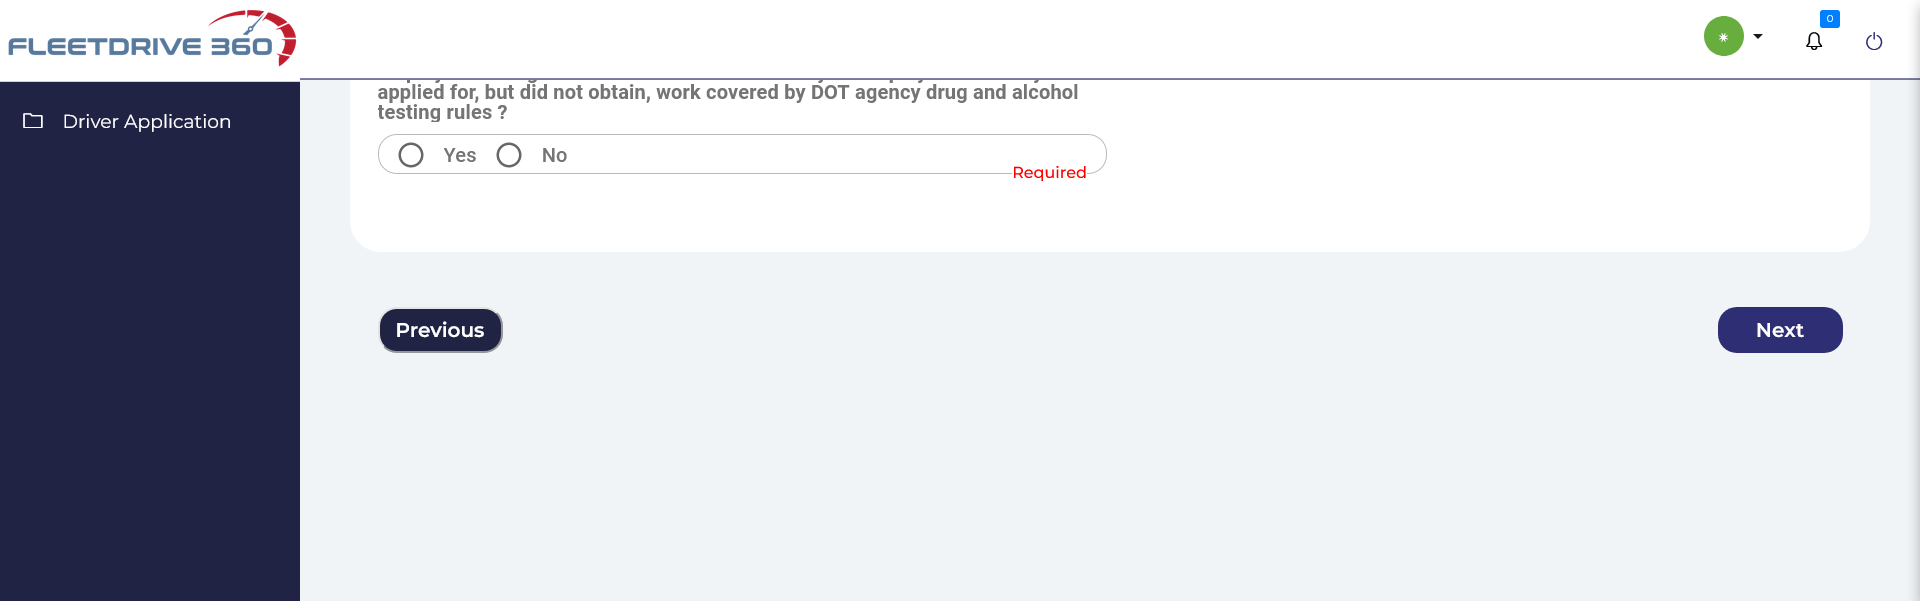 FLEETDRIVE 360
0
Driver Application
applied for, but did not obtain, work covered by DOT agency drug and alcohol
testing rules ?
Yes No
Required
Previous
Next